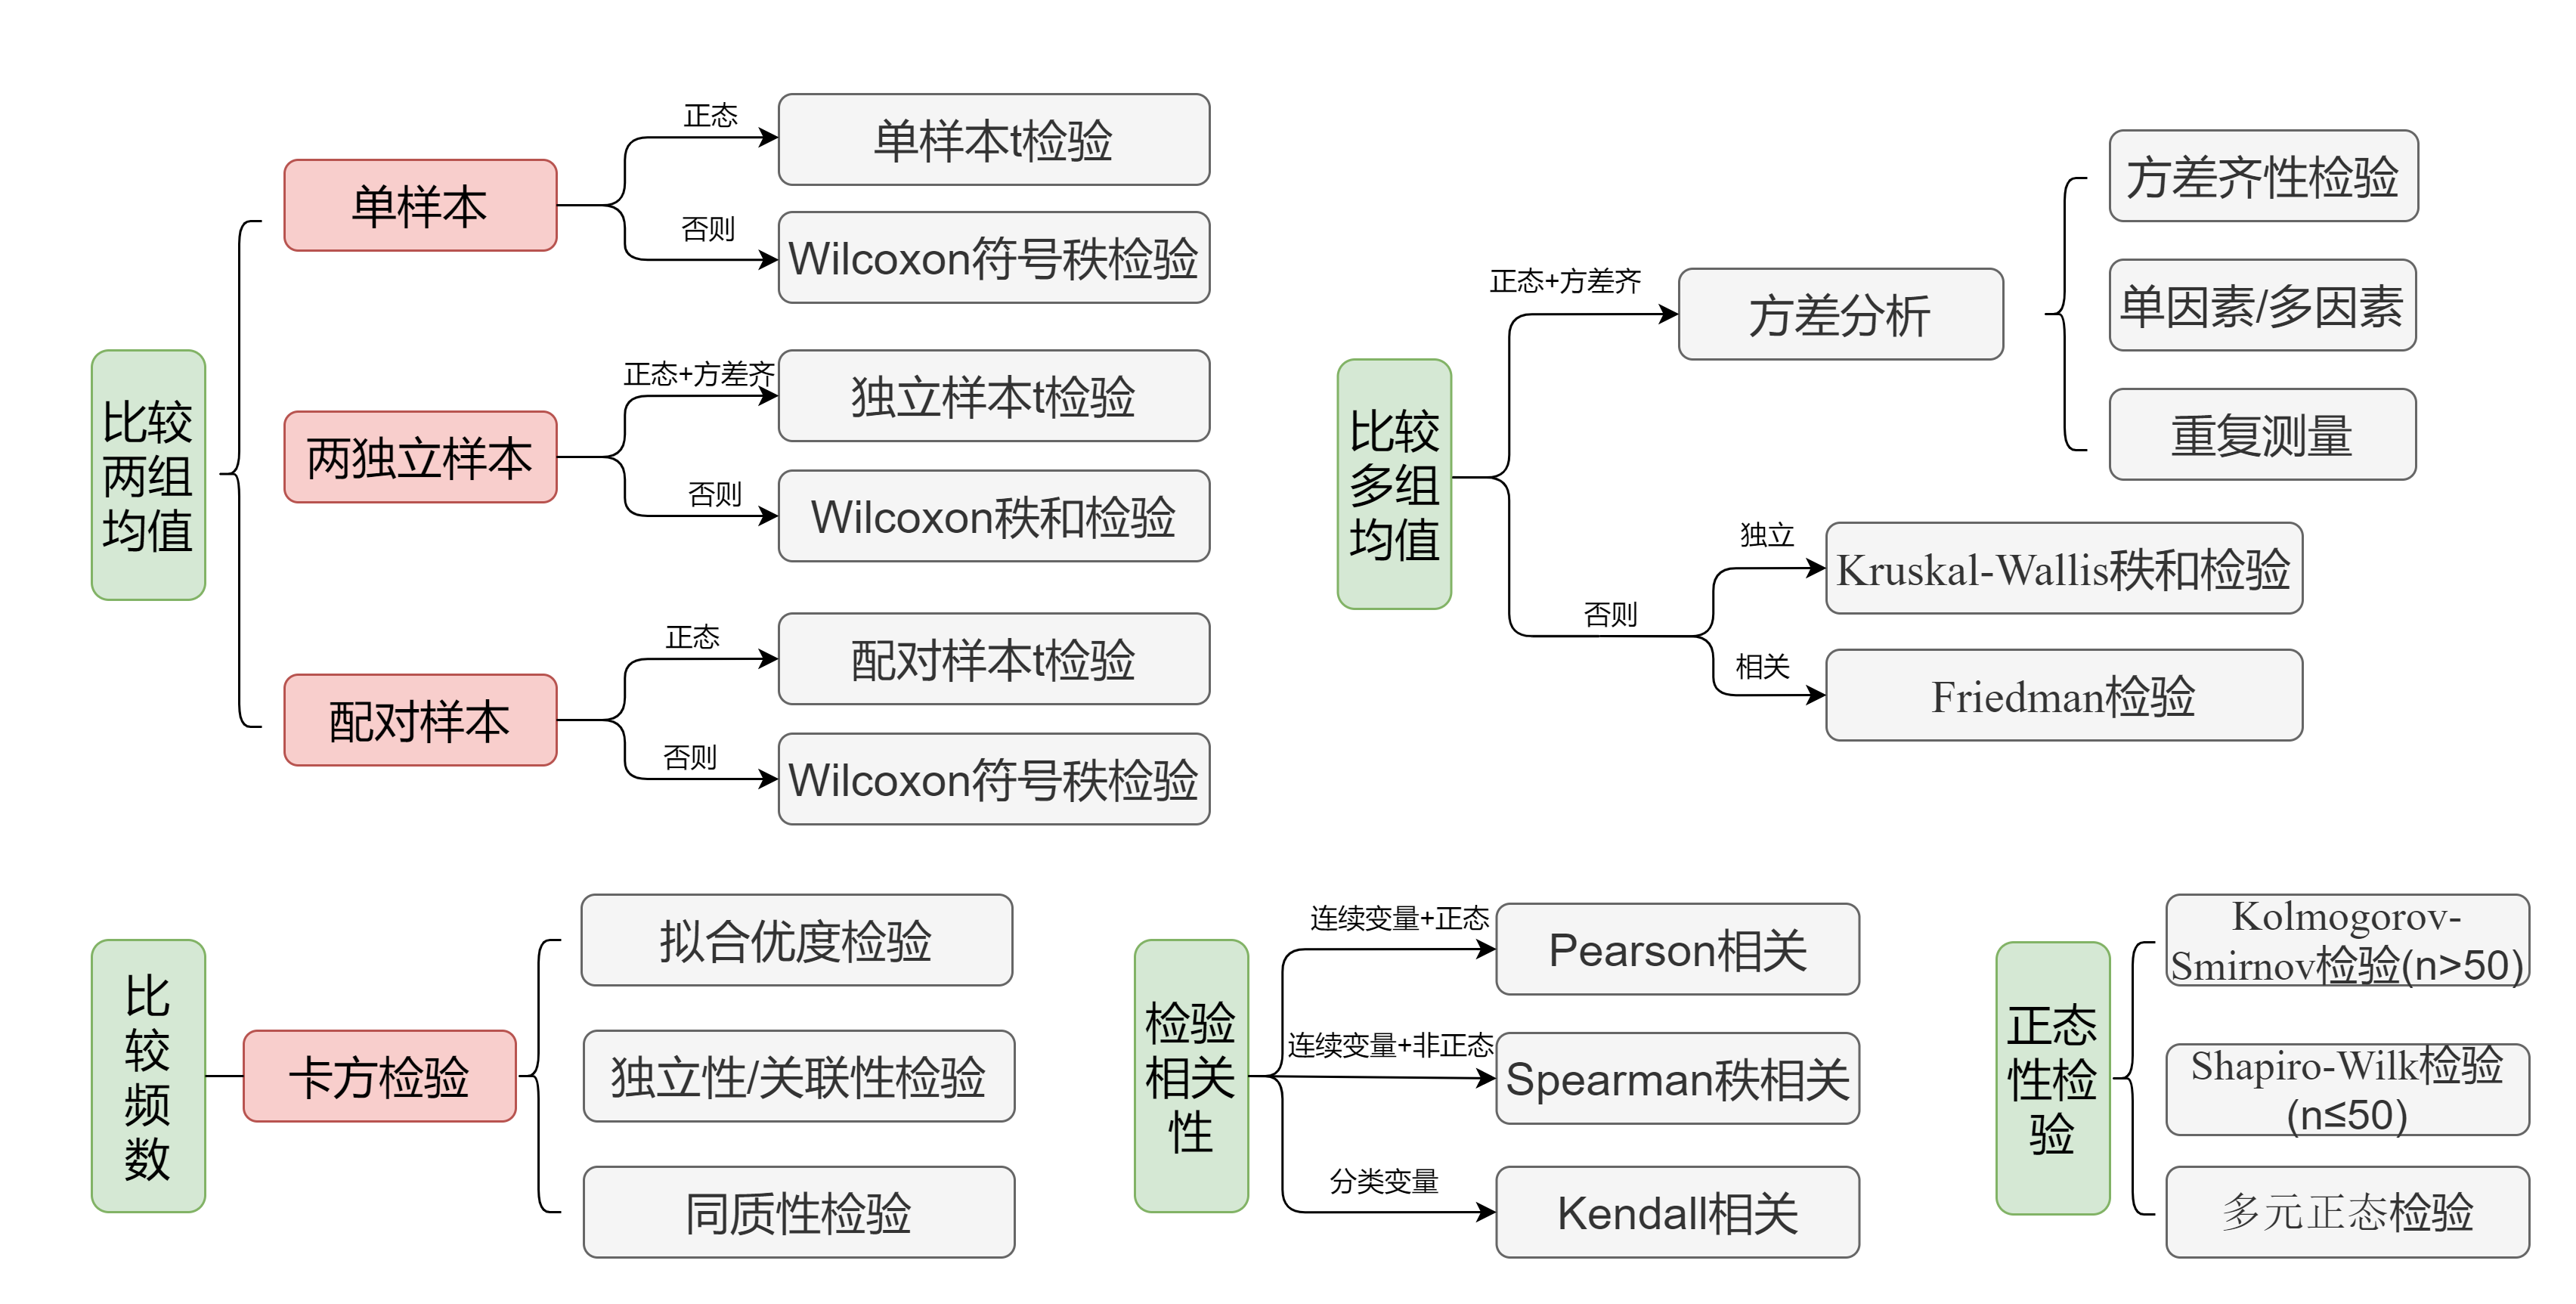 比较
两组
均值
单样本
正态
单样本t检验
否则
Wilcoxon符号秩检验
两独立样本
正态+方差齐
独立样本t检验
否则
Wilcoxon秩和检验
配对样本
正态
配对样本t检验
否则
Wilcoxon符号秩检验
比较
多组
均值
正态+方差齐
方差分析
方差齐性检验
单因素/多因素
重复测量
否则
独立
Kruskal-Wallis秩和检验
相关
Friedman检验
比
较
频
数
卡方检验
拟合优度检验
独立性/关联性检验
同质性检验
检验
相关
性
连续变量+正态
Pearson相关
连续变量+非正态
Spearman秩相关
分类变量
Kendall相关
正态
性检
验
Kolmogorov-
Smirnov检验(n>50)
Shapiro-Wilk检验
(n≤50)
多元正态检验